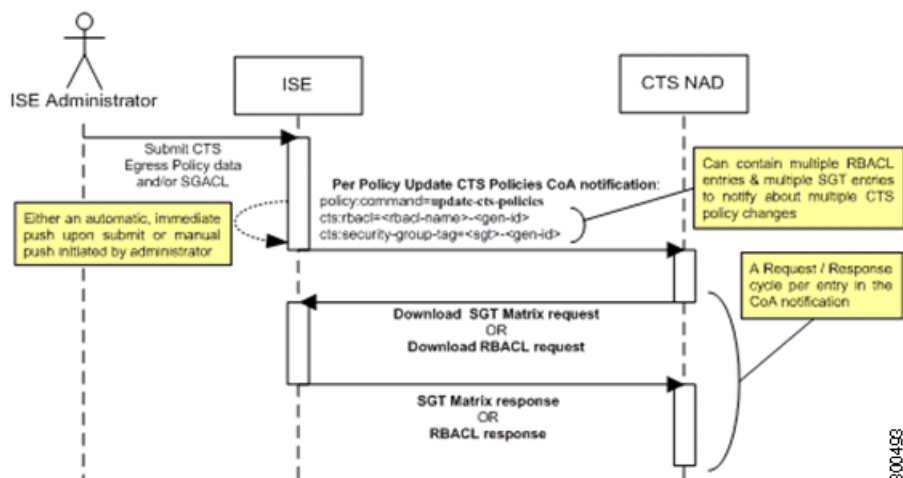 ISE Administrator
ISE
CTS NAD
Submit CTS
Egress Policy data
and/or SGACL
Either an automatic, immediate
push upon submit or manual
push initiated by administrator
Per Policy Update CTS Policies CoA notification:
policy:command=update-cts-policies
cts:rbacl=<rbacl-name>-<gen-id>
cts:security-group-tag=<sgt>-<gen-id>
Can contain multiple RBACL
entries & multiple SGT entries
to notify about multiple CTS
policy changes
A Request / Response
cycle per entry in the
CoA notification
Download SGT Matrix request
OR
Download RBACL request
SGT Matrix response
OR
RBACL response
300493